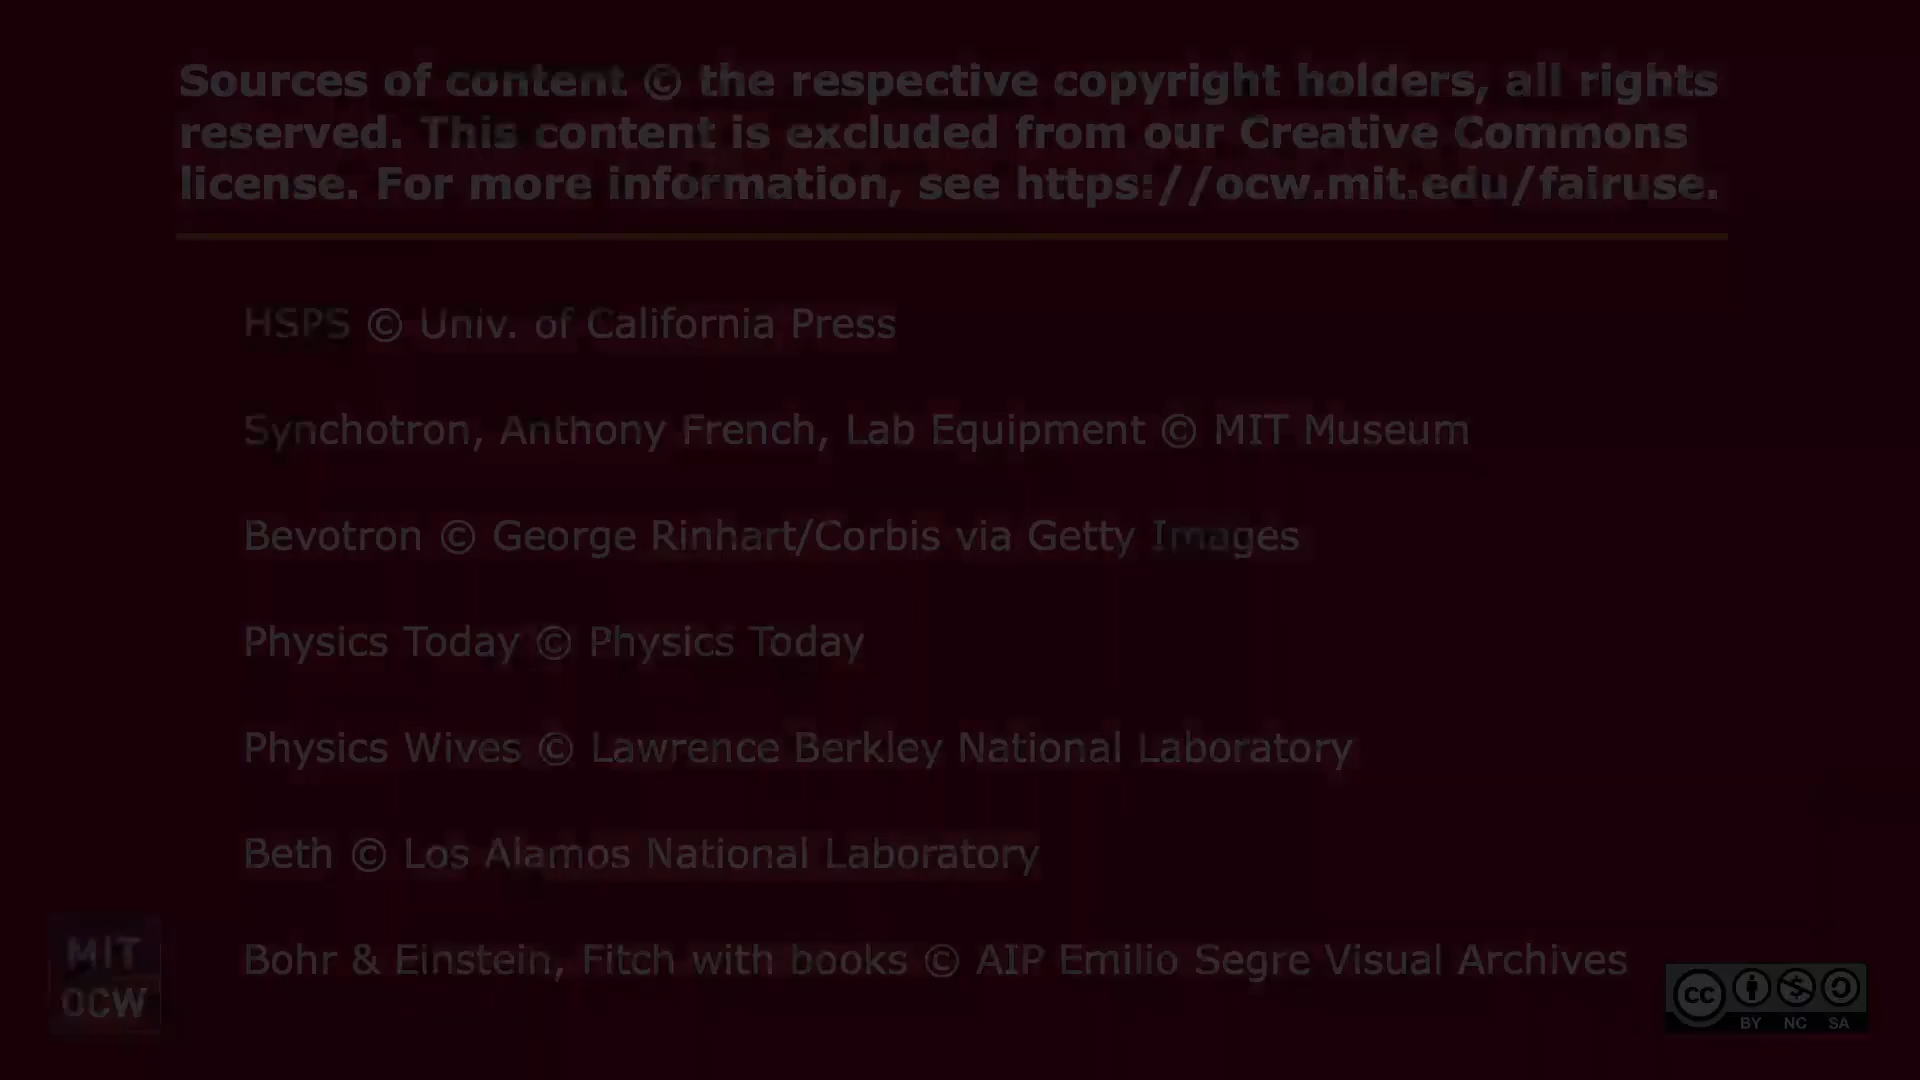 Sources of content © the respective copyright holders, all rights
reserved. This content is excluded from our Creative Commons
license. For more information, see https://ocw.mit.edu/fairuse.
HSPS © Univ. of California Press
Synchotron, Anthony French, Lab Equipment © MIT Museum
Bevotron © George Rinhart/Corbis via Getty Images
Physics Today © Physics Today
Physics Wives © Lawrence Berkley National Laboratory
Beth © Los Alamos National Laboratory
Bohr & Einstein, Fitch with books © AIP Emilio Segre Visual Archives
MIT
OCW
cc
BY NC SA